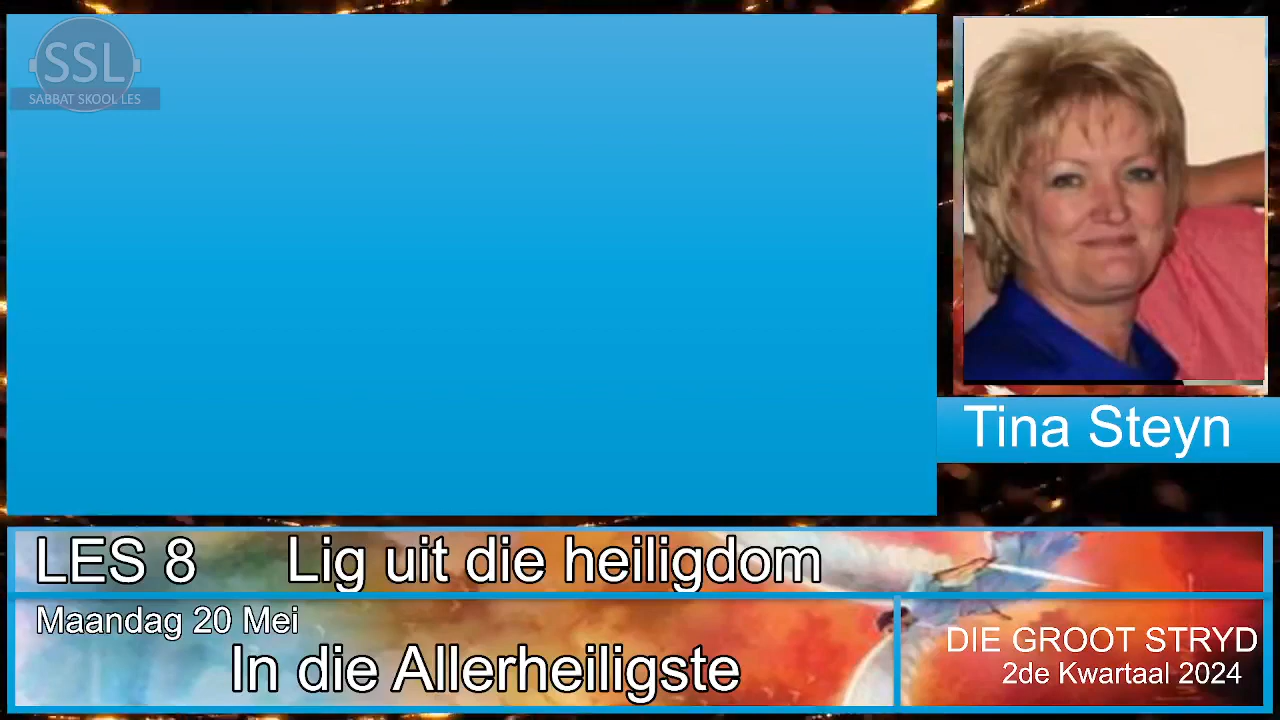 SSL
SABBAT SKOOL LES
Tina Steyn
LES 8 Lig uit die heiligdom
Maandag 20 Mei
In die Allerheiligste
DIE GROOT STRYD
2de Kwartaal 2024